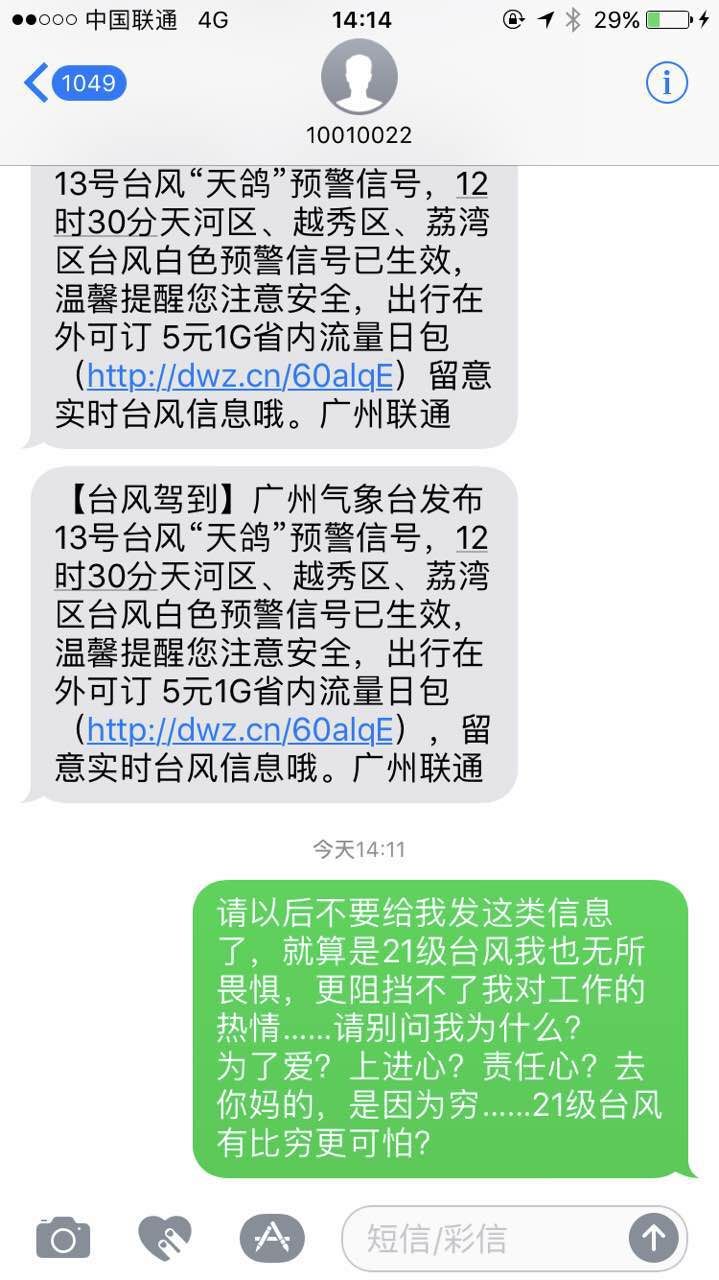 中国联通 4G 14:14 29%
1049
10010022
13号台风“天鸽”预警信号，12
时30分天河区、越秀区、荔湾
区台风白色预警信号已生效，
温馨提醒您注意安全，出行在
外可订 5元1G省内流量日包
（http://dwz.cn/60alqE）留意
实时台风信息哦。广州联通
【台风驾到】广州气象台发布
13号台风“天鸽”预警信号，12
时30分天河区、越秀区、荔湾
区台风白色预警信号已生效，
温馨提醒您注意安全，出行在
外可订 5元1G省内流量日包
（http://dwz.cn/60alqE），留
意实时台风信息哦。广州联通
今天14:11
请以后不要给我发这类信息
了，就算是21级台风我也无所
畏惧，更阻挡不了我对工作的
热情......请别问我为什么？
为了爱？上进心？责任心？去
你妈的，是因为穷......21级台风
有比穷更可怕？
短信/彩信